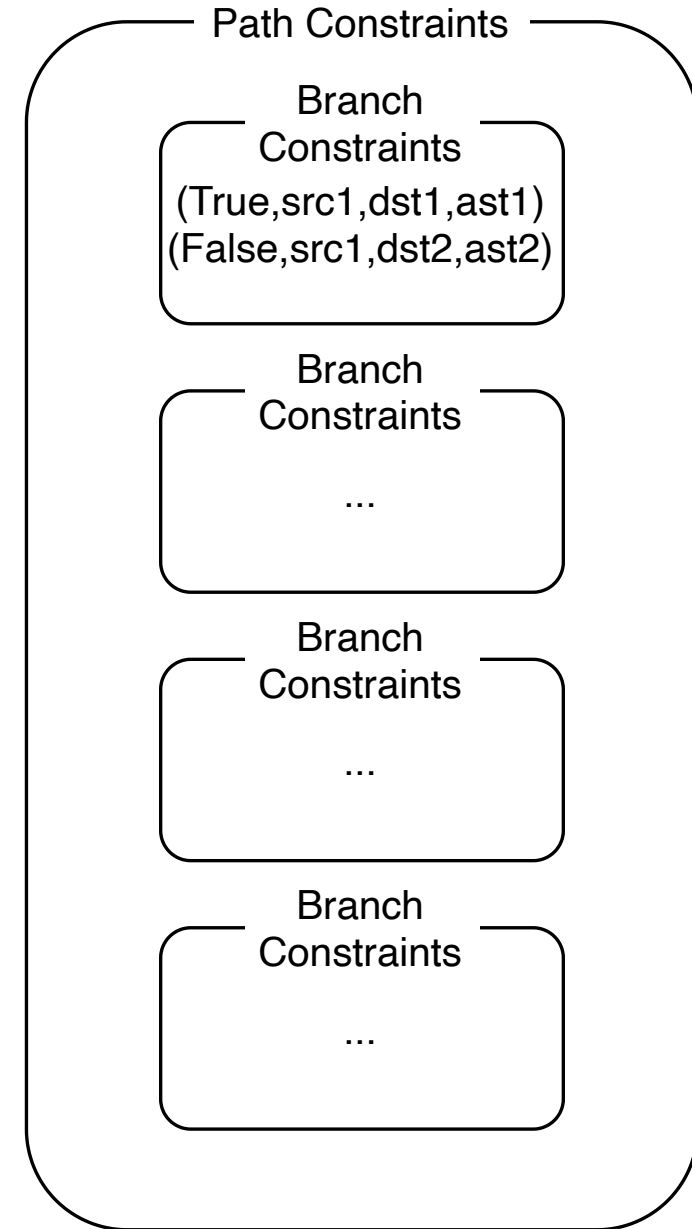 Path Constraints
Branch
Constraints
(True,src1,dst1,ast1)
(False,src1,dst2,ast2)
Branch
Constraints
...
Branch
Constraints
...
Branch
Constraints
...